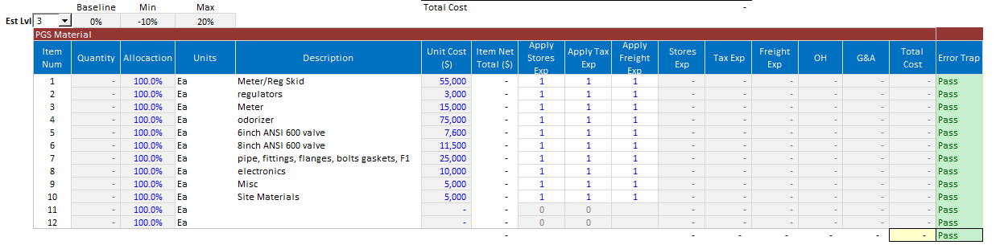 Baseline Min Max Total Cost -
Est Lvl 3 0% -10% 20%
PGS Material
Item Num Quantity Allocaction Units Description Unit Cost ($) Item Net Total ($) Apply Stores Exp Apply Tax Exp Apply Freight Exp Stores Exp Tax Exp Freight Exp OH G&A Total Cost Error Trap
1 - 100.0% Ea Meter/Reg Skid 55,000 - 1 1 1 - - - - - - Pass
2 - 100.0% Ea regulators 3,000 - 1 1 1 - - - - - - Pass
3 - 100.0% Ea Meter 15,000 - 1 1 1 - - - - - - Pass
4 - 100.0% Ea odorizer 75,000 - 1 1 1 - - - - - - Pass
5 - 100.0% Ea 6inch ANSI 600 valve 7,600 - 1 1 1 - - - - - - Pass
6 - 100.0% Ea 8inch ANSI 600 valve 11,500 - 1 1 1 - - - - - - Pass
7 - 100.0% Ea pipe, fittings, flanges, bolts gaskets, F1 25,000 - 1 1 1 - - - - - - Pass
8 - 100.0% Ea electronics 10,000 - 1 1 1 - - - - - - Pass
9 - 100.0% Ea Misc 5,000 - 1 1 1 - - - - - - Pass
10 - 100.0% Ea Site Materials 5,000 - 1 1 1 - - - - - - Pass
11 - 100.0% Ea - - 0 0 - - - - - - Pass
12 - 100.0% Ea - - 0 0 - - - - - - Pass
- - - - - - - Pass